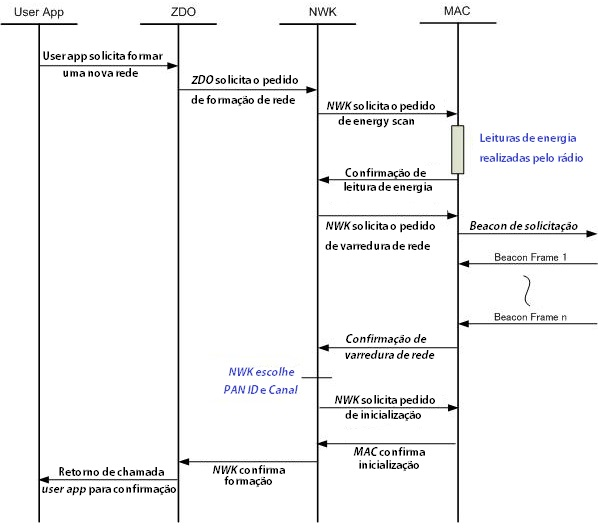 User App
ZDO
NWK
MAC
User app solicita formar
uma nova rede
ZDO solicita o pedido
de formação de rede
NWK solicita o pedido
de energy scan
Leituras de energia
realizadas pelo rádio
Confirmação de
leitura de energia
NWK solicita o pedido
de varredura de rede
Beacon de solicitação
Beacon Frame 1
Beacon Frame n
Confirmação de
varredura de rede
NWK escolhe
PAN ID e Canal
NWK solicita pedido
de inicialização
MAC confirma
inicialização
NWK confirma
formação
Retorno de chamada
user app para confirmação